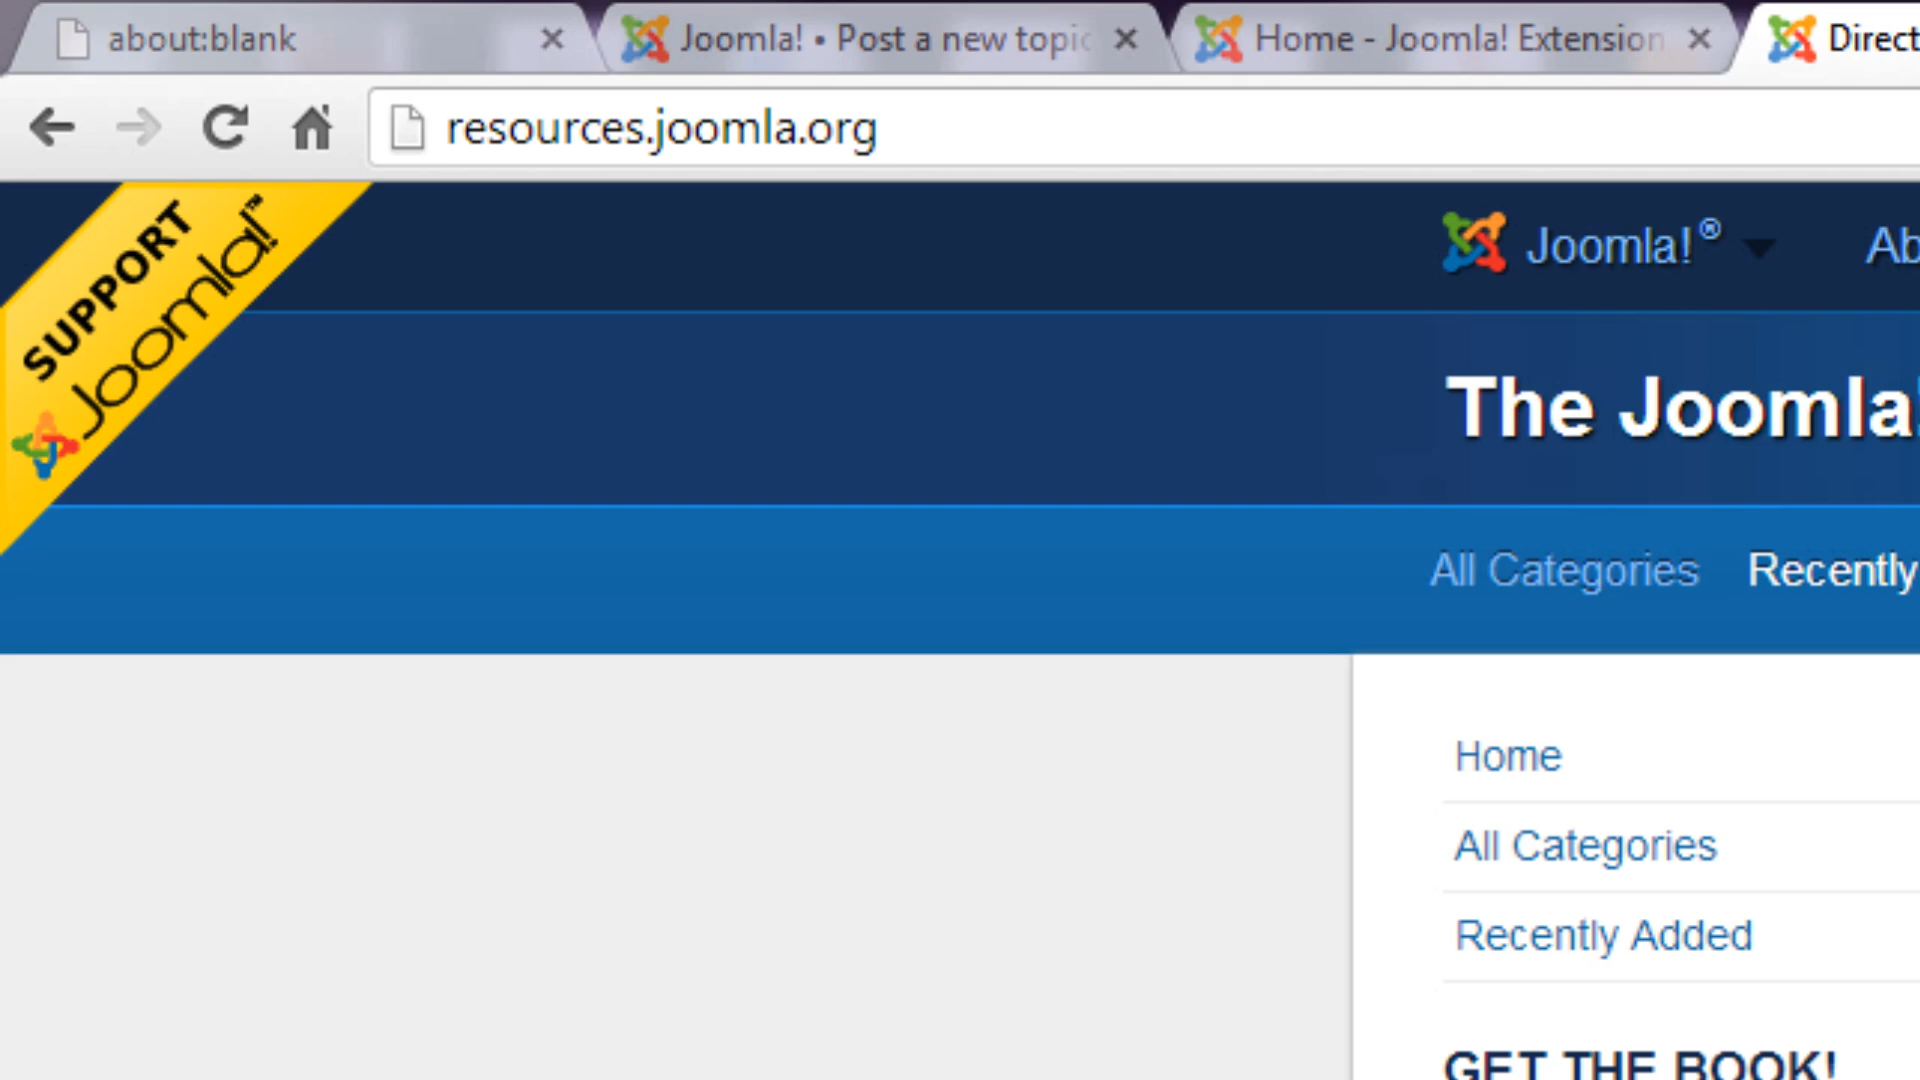 about:blank
Joomla! • Post a new topic
Home - Joomla! Extension
Direct
resources.joomla.org
SUPPORT
Joomla!™
Joomla!®
Ab
The Joomla!
All Categories
Recently
Home
All Categories
Recently Added
GET THE BOOK!